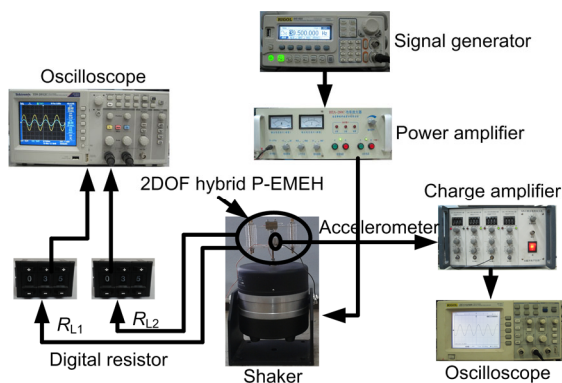 Signal generator
Oscilloscope
Power amplifier
2DOF hybrid P-EMEH
Charge amplifier
Accelerometer
RL1
RL2
Digital resistor
Shaker
Oscilloscope